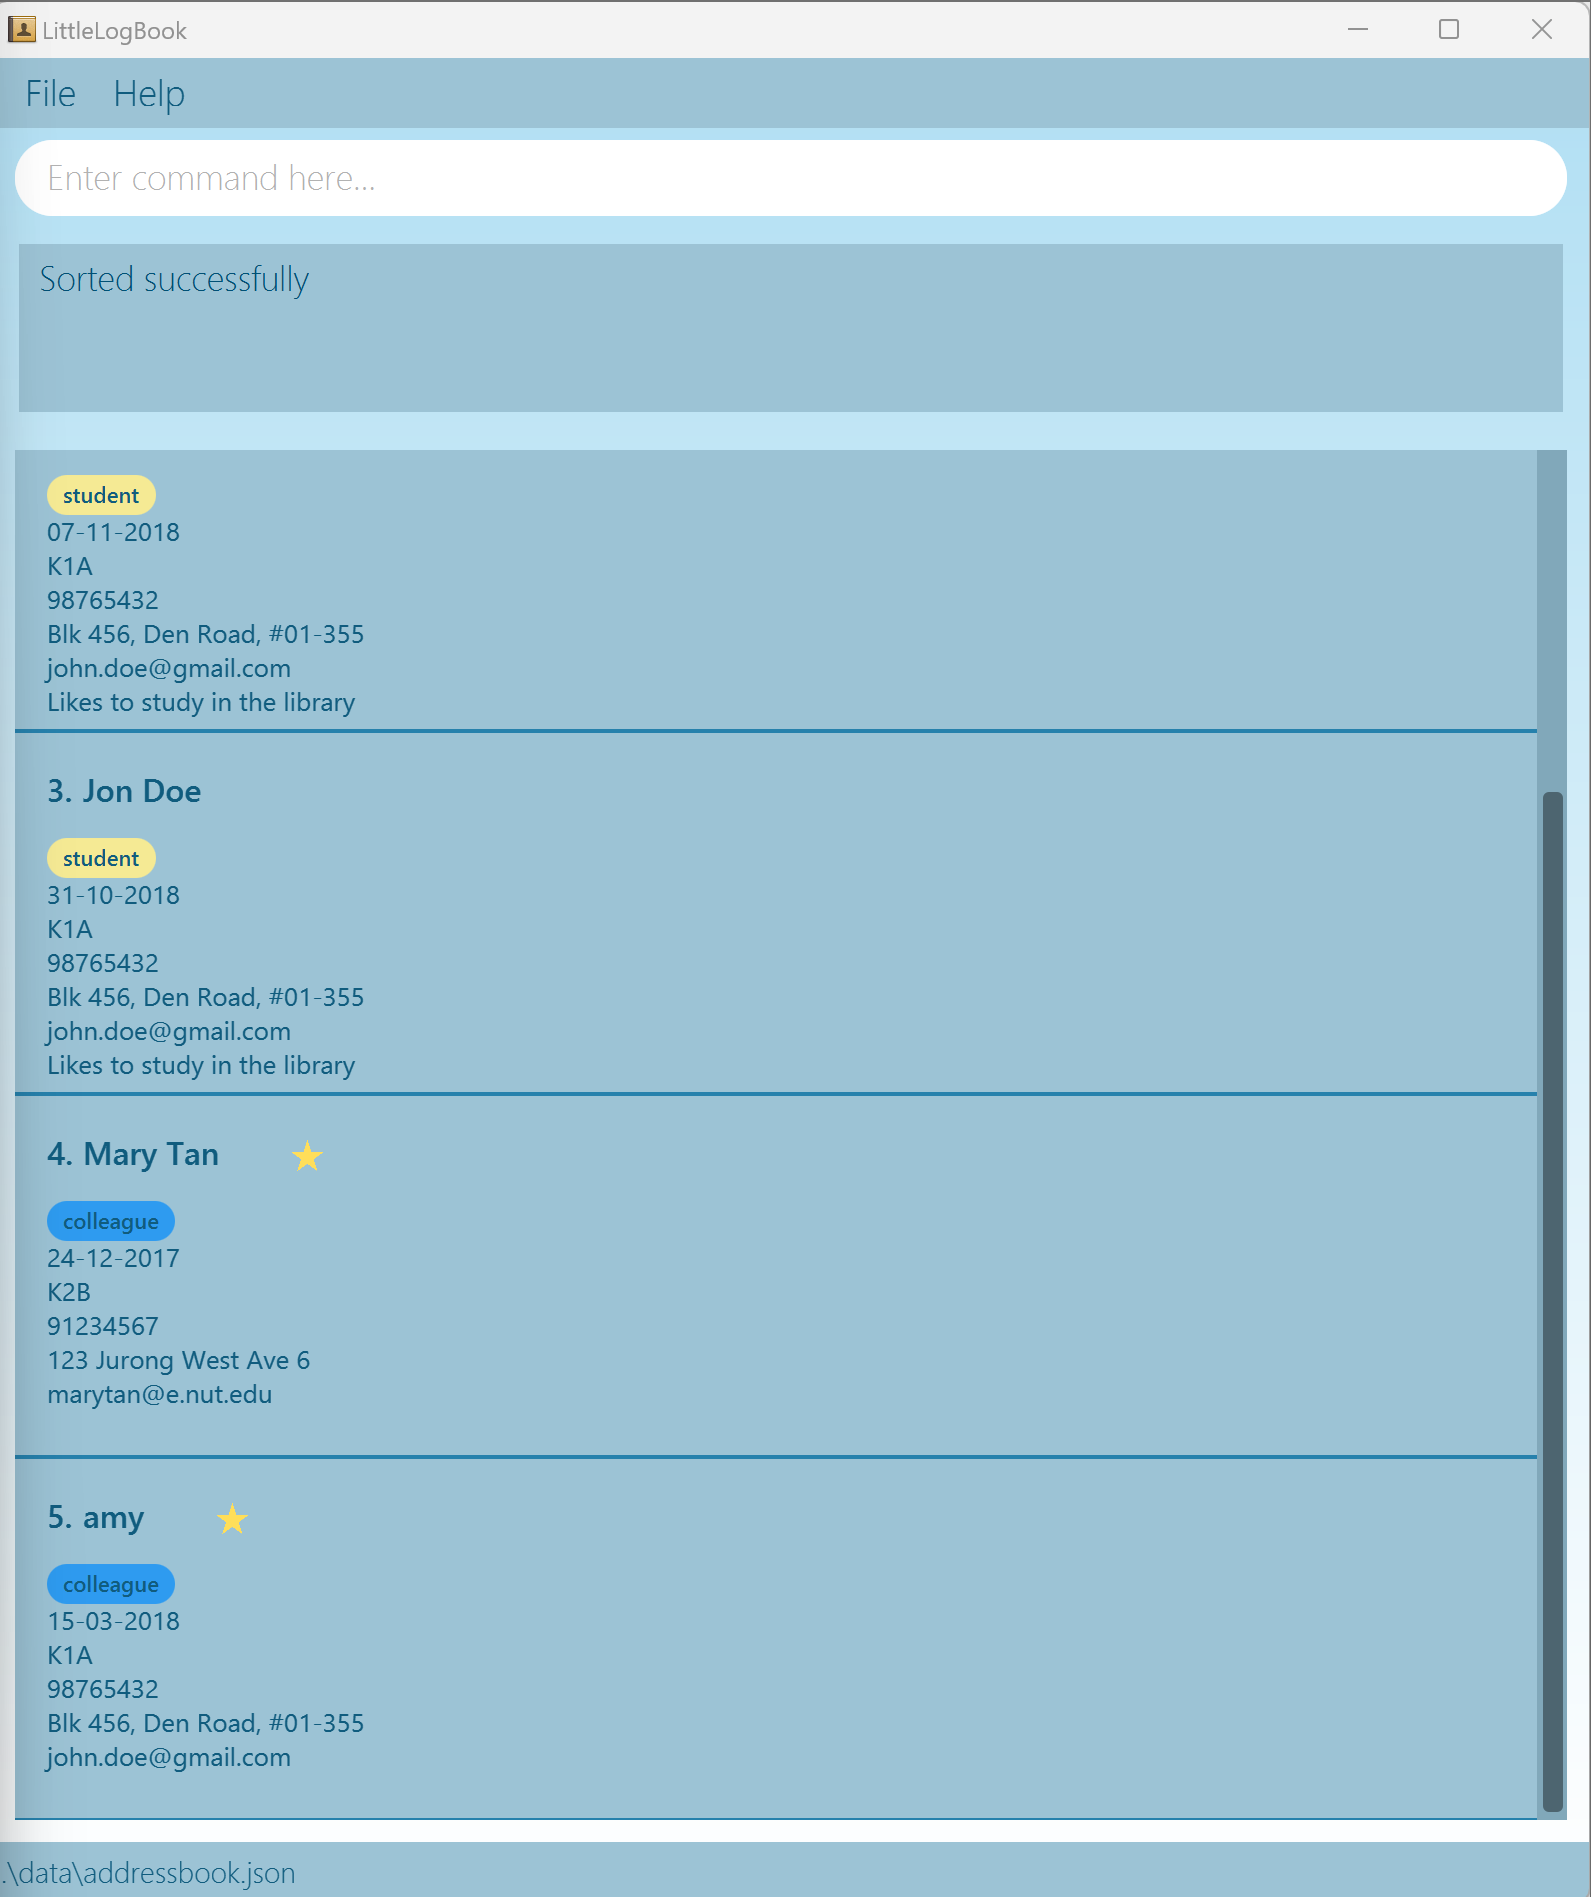 LittleLogBook
File Help
Enter command here...
Sorted successfully
student
07-11-2018
K1A
98765432
Blk 456, Den Road, #01-355
john.doe@gmail.com
Likes to study in the library
3. Jon Doe
student
31-10-2018
K1A
98765432
Blk 456, Den Road, #01-355
john.doe@gmail.com
Likes to study in the library
4. Mary Tan
colleague
24-12-2017
K2B
91234567
123 Jurong West Ave 6
marytan@e.nut.edu
5. amy
colleague
15-03-2018
K1A
98765432
Blk 456, Den Road, #01-355
john.doe@gmail.com
.\data\addressbook.json